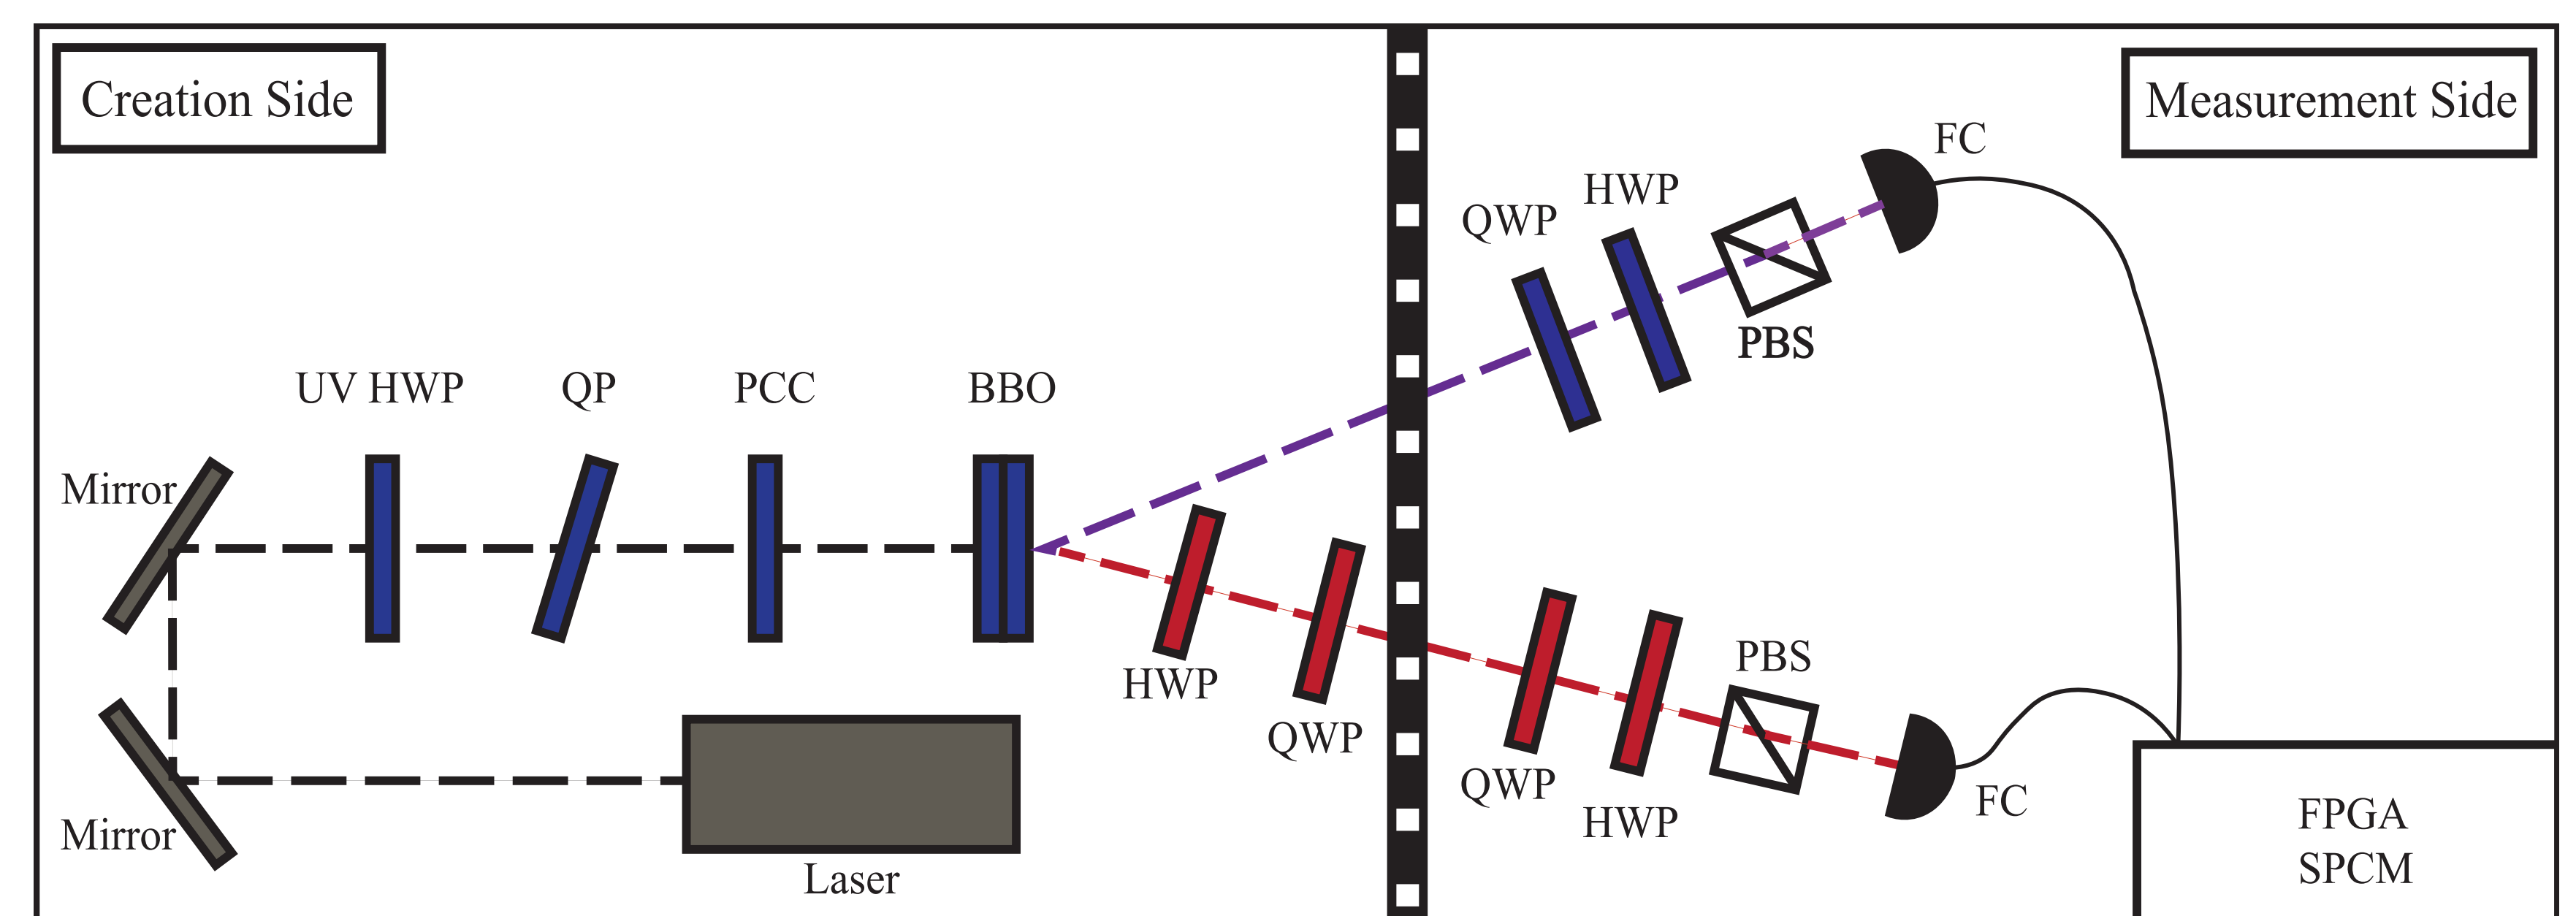 Creation Side
Measurement Side
FC
HWP
QWP
PBS
UV HWP
QP
PCC
BBO
Mirror
HWP
QWP
PBS
QWP
HWP
FC
Mirror
Laser
FPGA
SPCM